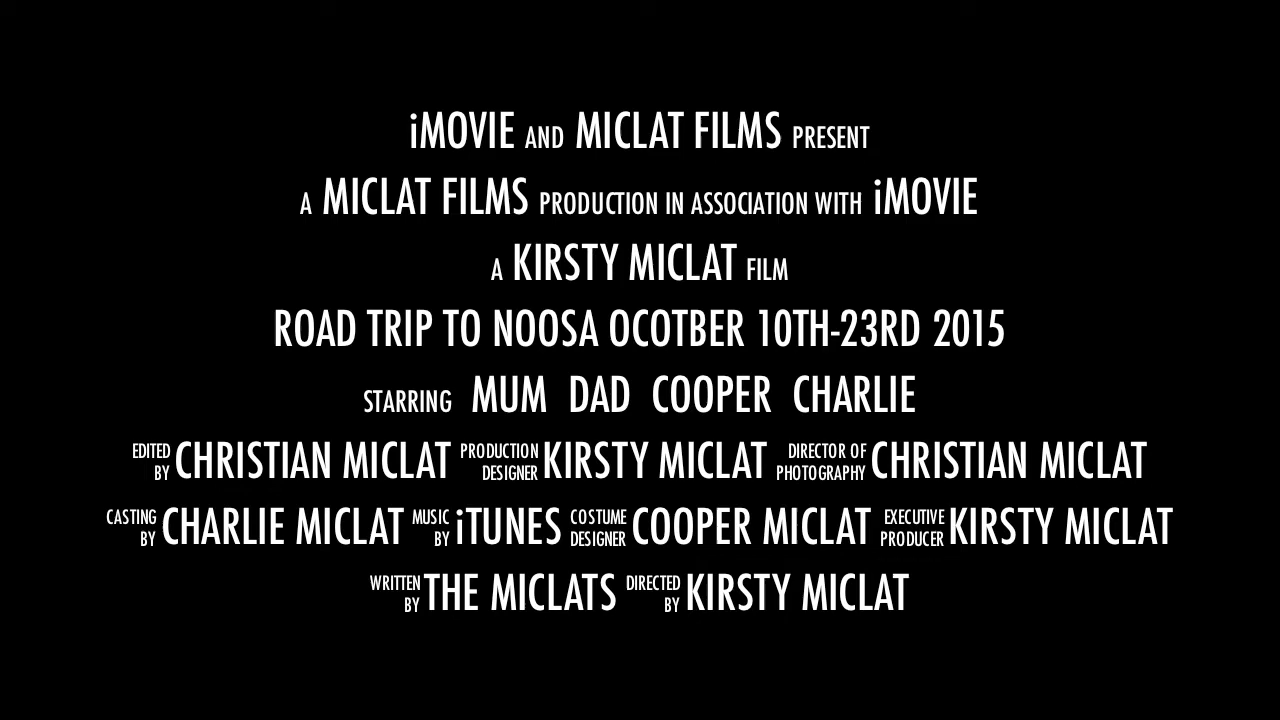 iMOVIE AND MICLAT FILMS PRESENT
A MICLAT FILMS PRODUCTION IN ASSOCIATION WITH iMOVIE
A KIRSTY MICLAT FILM
ROAD TRIP TO NOOSA OCOTBER 10TH-23RD 2015
STARRING MUM DAD COOPER CHARLIE
EDITED BY CHRISTIAN MICLAT PRODUCTION DESIGNER KIRSTY MICLAT DIRECTOR OF PHOTOGRAPHY CHRISTIAN MICLAT
CASTING BY CHARLIE MICLAT MUSIC BY iTUNES COSTUME DESIGNER COOPER MICLAT EXECUTIVE PRODUCER KIRSTY MICLAT
WRITTEN BY THE MICLATS DIRECTED BY KIRSTY MICLAT